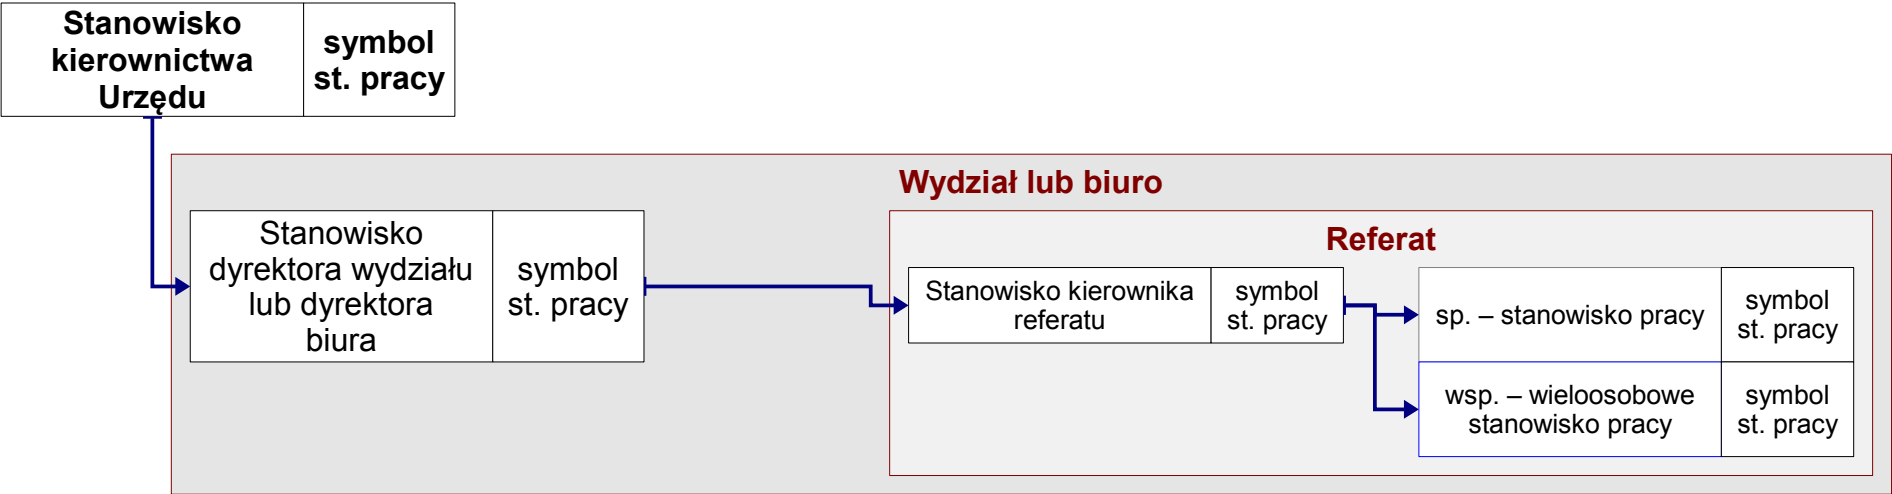 Stanowisko
kierownictwa
Urzędu
symbol
st. pracy
Wydział lub biuro
Stanowisko
dyrektora wydziału
lub dyrektora
biura
symbol
st. pracy
Referat
Stanowisko kierownika
referatu
symbol
st. pracy
sp. – stanowisko pracy
symbol
st. pracy
wsp. – wieloosobowe
stanowisko pracy
symbol
st. pracy